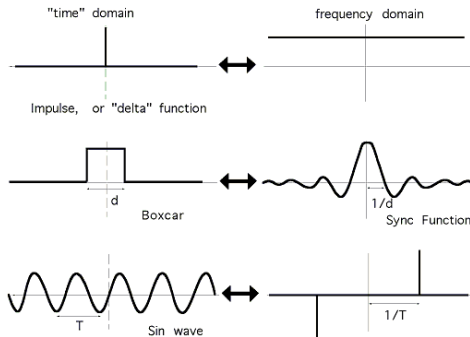 "time" domain
frequency domain
Impulse, or "delta" function
d
Boxcar
1/d
Sync Function
T
Sin wave
1/T